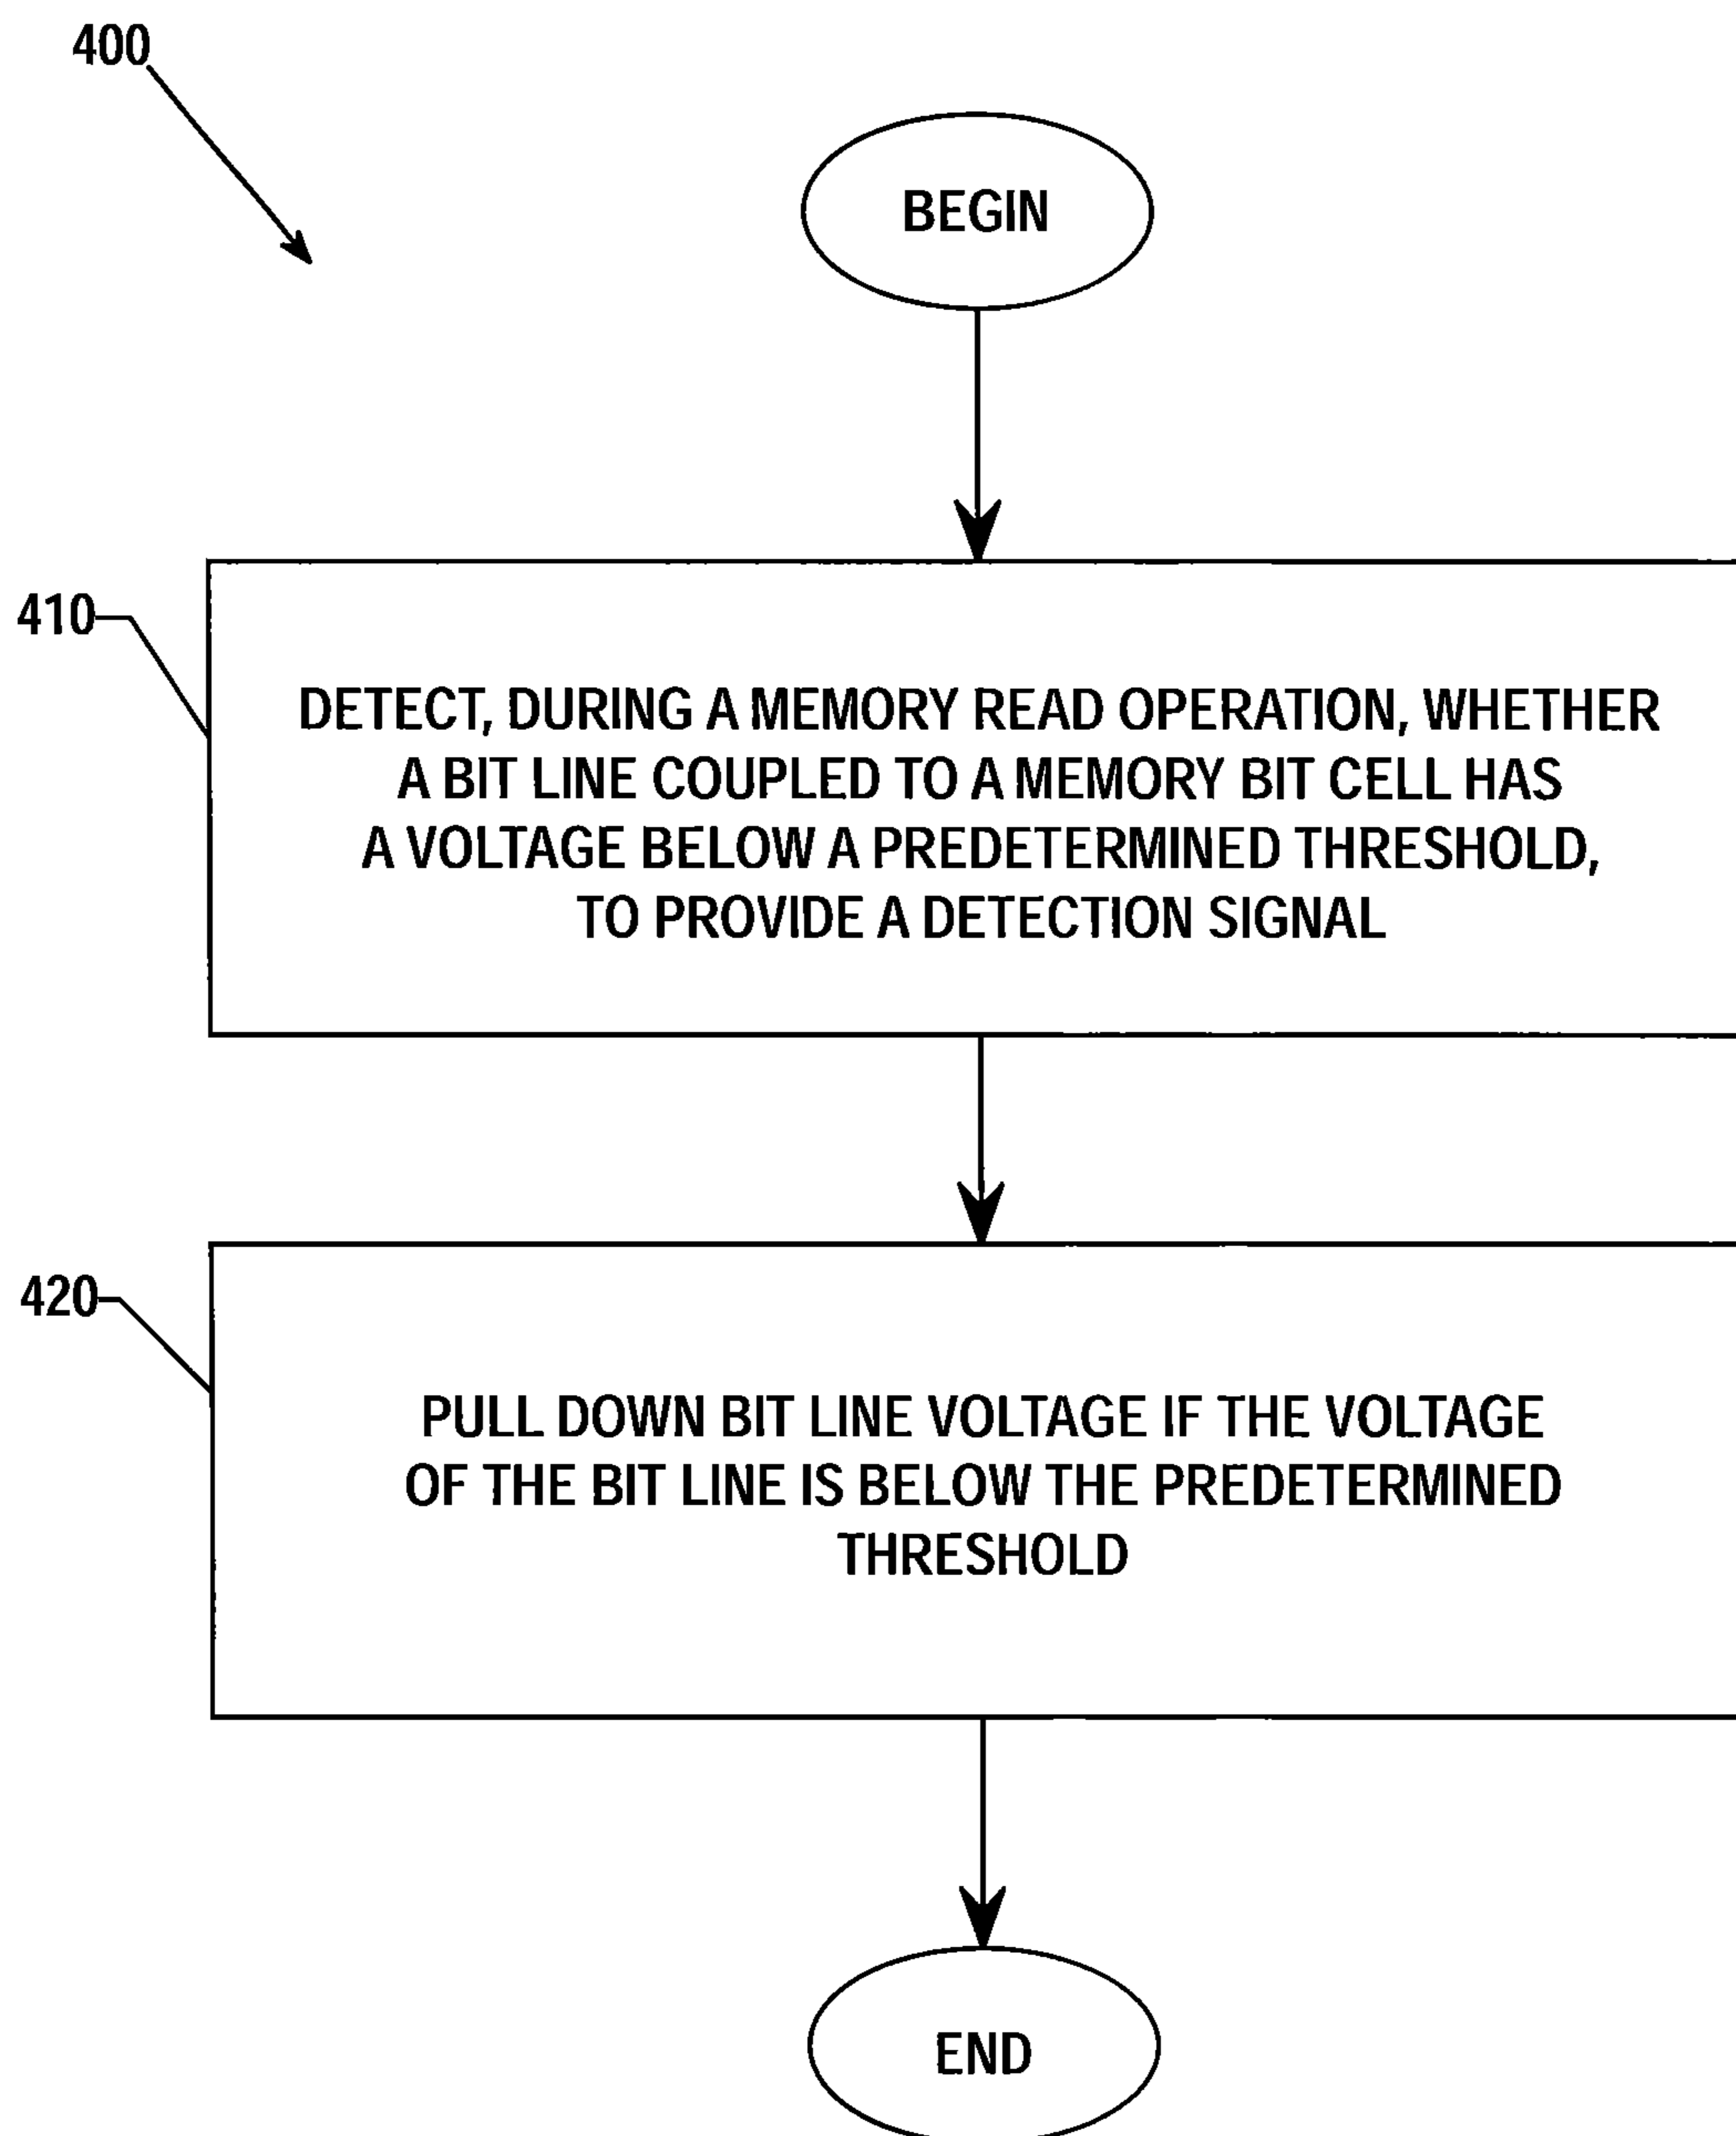 400
BEGIN
410
DETECT, DURING A MEMORY READ OPERATION, WHETHER
A BIT LINE COUPLED TO A MEMORY BIT CELL HAS
A VOLTAGE BELOW A PREDETERMINED THRESHOLD,
TO PROVIDE A DETECTION SIGNAL
420
PULL DOWN BIT LINE VOLTAGE IF THE VOLTAGE
OF THE BIT LINE IS BELOW THE PREDETERMINED
THRESHOLD
END